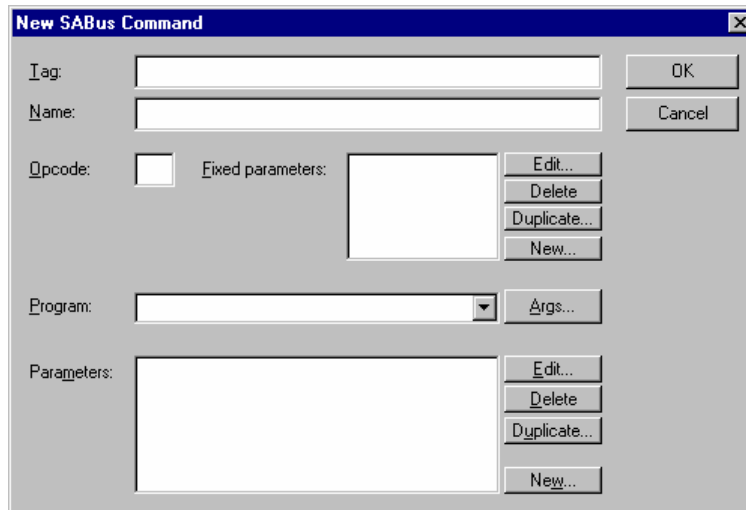 New SABus Command
Tag:
OK
Name:
Cancel
Opcode:
Fixed parameters:
Edit...
Delete
Duplicate...
New...
Program:
Args...
Parameters:
Edit...
Delete
Duplicate...
New...